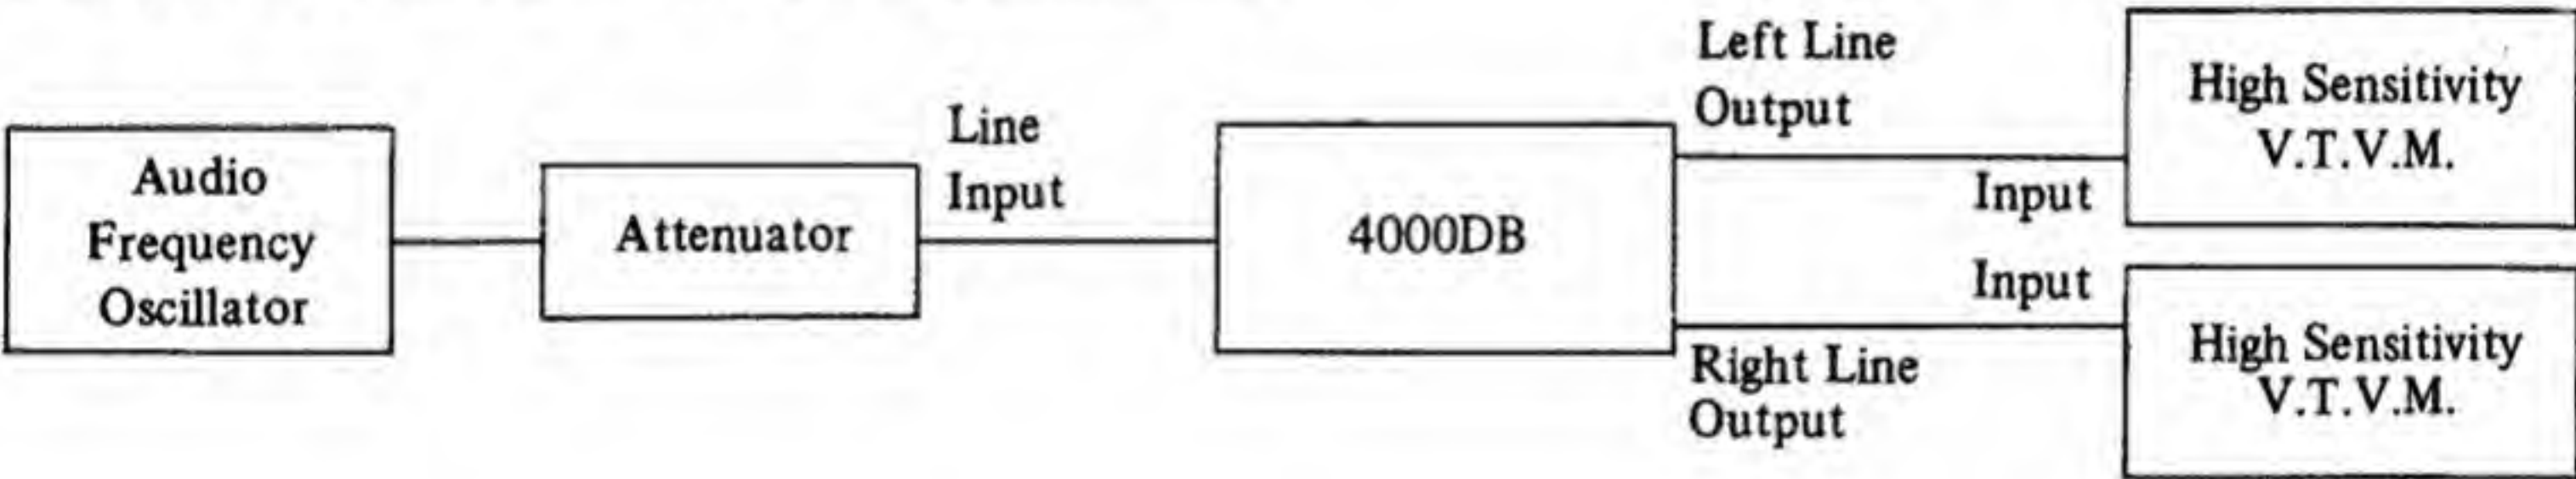 Audio
Frequency
Oscillator
Attenuator
Line
Input
4000DB
Left Line
Output
Input
Input
Right Line
Output
High Sensitivity
V.T.V.M.
High Sensitivity
V.T.V.M.